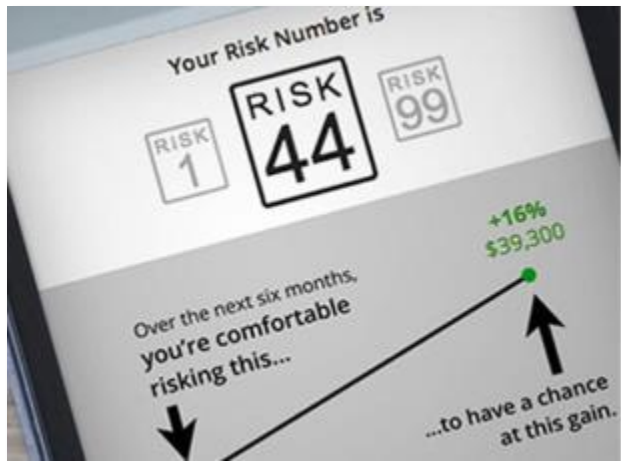 Your Risk Number is
RISK
1
RISK
44
RISK
99
+16%
$39,300
Over the next six months,
you're comfortable
risking this...
...to have a chance
at this gain.